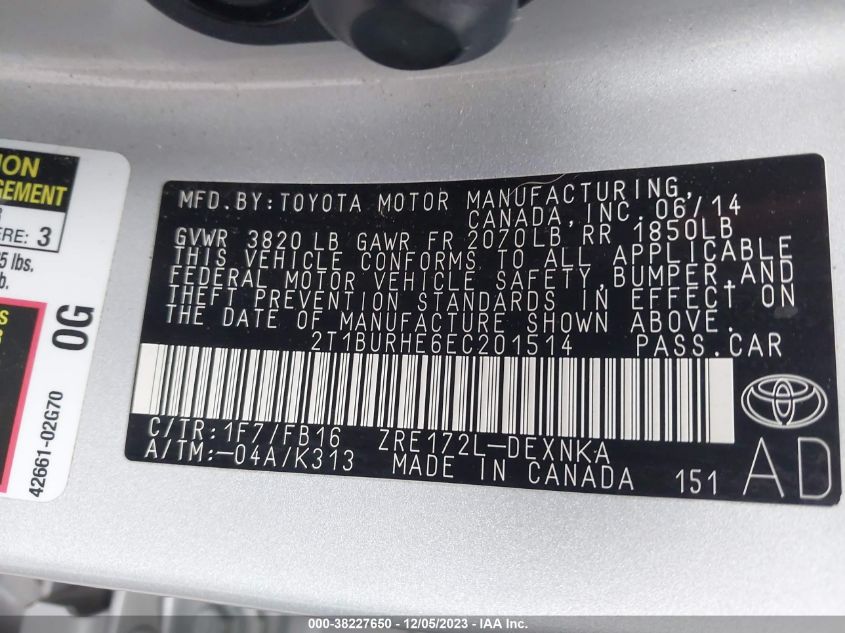 MFD. BY: TOYOTA MOTOR MANUFACTURING,
CANADA, INC. 06/14
GVWR 3820 LB GAWR FR 2070LB RR 1850LB
THIS VEHICLE CONFORMS TO ALL APPLICABLE
FEDERAL MOTOR VEHICLE SAFETY, BUMPER, AND
THEFT PREVENTION STANDARDS IN EFFECT ON
THE DATE OF MANUFACTURE SHOWN ABOVE.
2T1BURHE6EC201514 PASS. CAR
C/TR: 1F7/FB16 ZRE172L-DEXNKA
A/TM:-04A/K313 MADE IN CANADA 151
AD
ERE: 3
5 lbs.
0G
42661-02G70
000-38227650 - 12/05/2023 - IAA Inc.